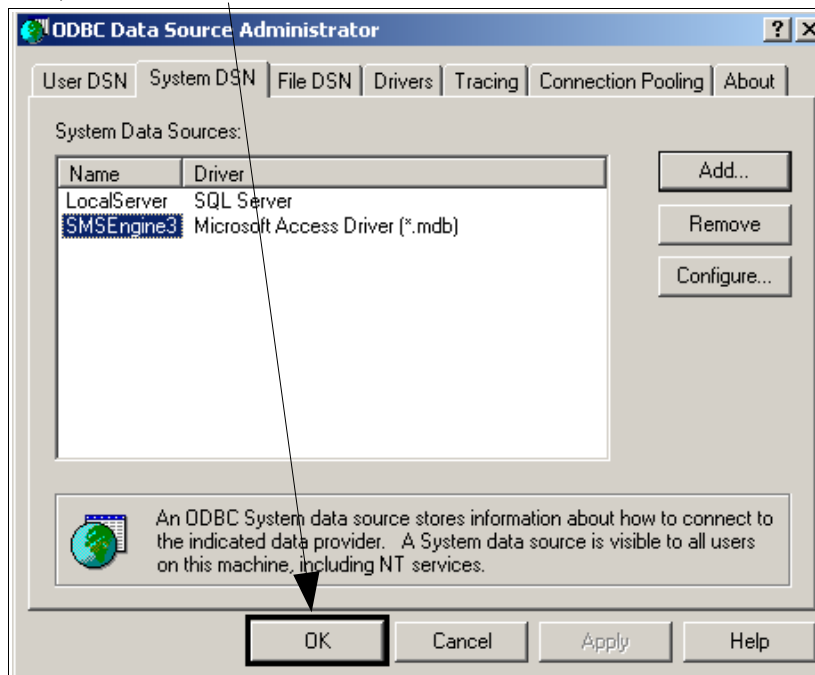 ODBC Data Source Administrator
User DSN System DSN File DSN Drivers Tracing Connection Pooling About
System Data Sources:
Name Driver
LocalServer SQL Server
SMSEngine3 Microsoft Access Driver (*.mdb)
Add...
Remove
Configure...
An ODBC System data source stores information about how to connect to
the indicated data provider. A System data source is visible to all users
on this machine, including NT services.
OK Cancel Apply Help